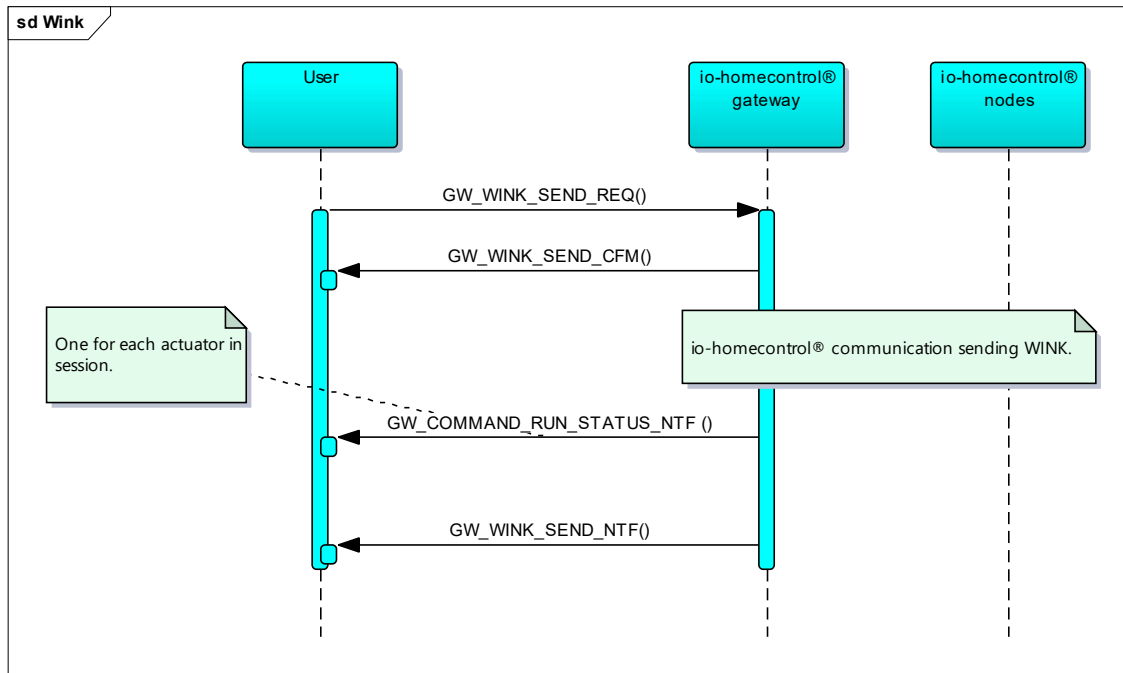 sd Wink
User
io-homecontrol®
gateway
io-homecontrol®
nodes
GW_WINK_SEND_REQ()
GW_WINK_SEND_CFM()
One for each actuator in
session.
io-homecontrol® communication sending WINK.
GW_COMMAND_RUN_STATUS_NTF ()
GW_WINK_SEND_NTF()